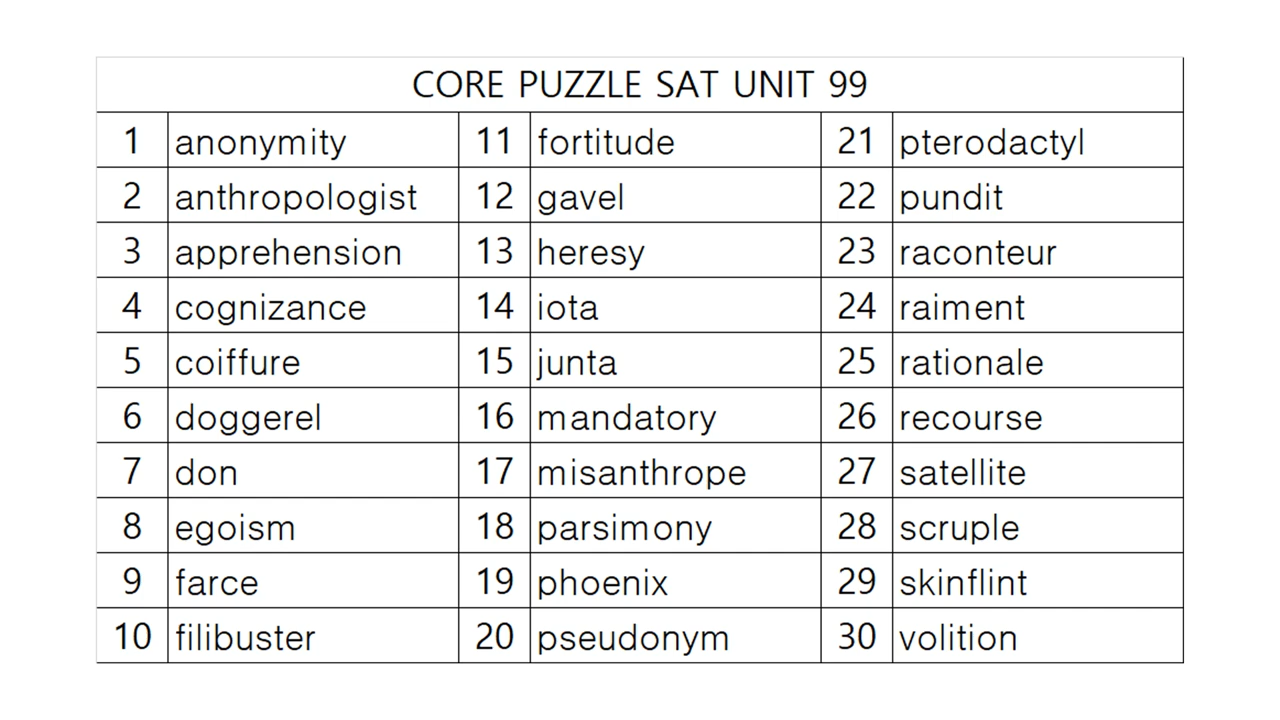 CORE PUZZLE SAT UNIT 99
1 anonymity 11 fortitude 21 pterodactyl
2 anthropologist 12 gavel 22 pundit
3 apprehension 13 heresy 23 raconteur
4 cognizance 14 iota 24 raiment
5 coiffure 15 junta 25 rationale
6 doggerel 16 mandatory 26 recourse
7 don 17 misanthrope 27 satellite
8 egoism 18 parsimony 28 scruple
9 farce 19 phoenix 29 skinflint
10 filibuster 20 pseudonym 30 volition